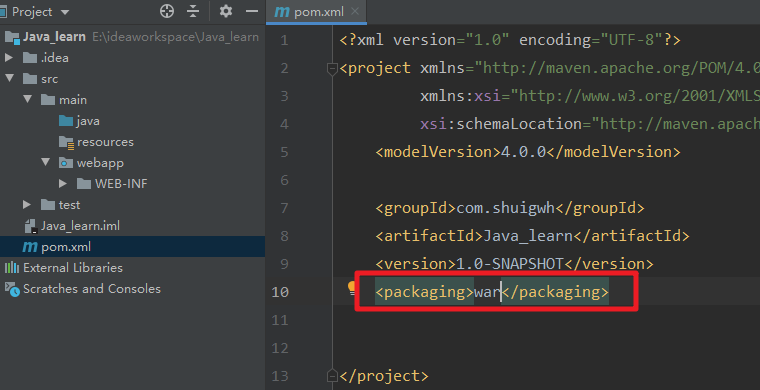 Project
Java_learn E:\ideaworkspace\Java_learn
.idea
src
main
java
resources
webapp
WEB-INF
test
Java_learn.iml
pom.xml
External Libraries
Scratches and Consoles
pom.xml
1 <?xml version="1.0" encoding="UTF-8"?>
2 <project xmlns="http://maven.apache.org/POM/4.0
3 xmlns:xsi="http://www.w3.org/2001/XMLS
4 xsi:schemaLocation="http://maven.apac
5 <modelVersion>4.0.0</modelVersion>
6
7 <groupId>com.shuigwh</groupId>
8 <artifactId>Java_learn</artifactId>
9 <version>1.0-SNAPSHOT</version>
10 <packaging>war</packaging>
11
12
13 </project>